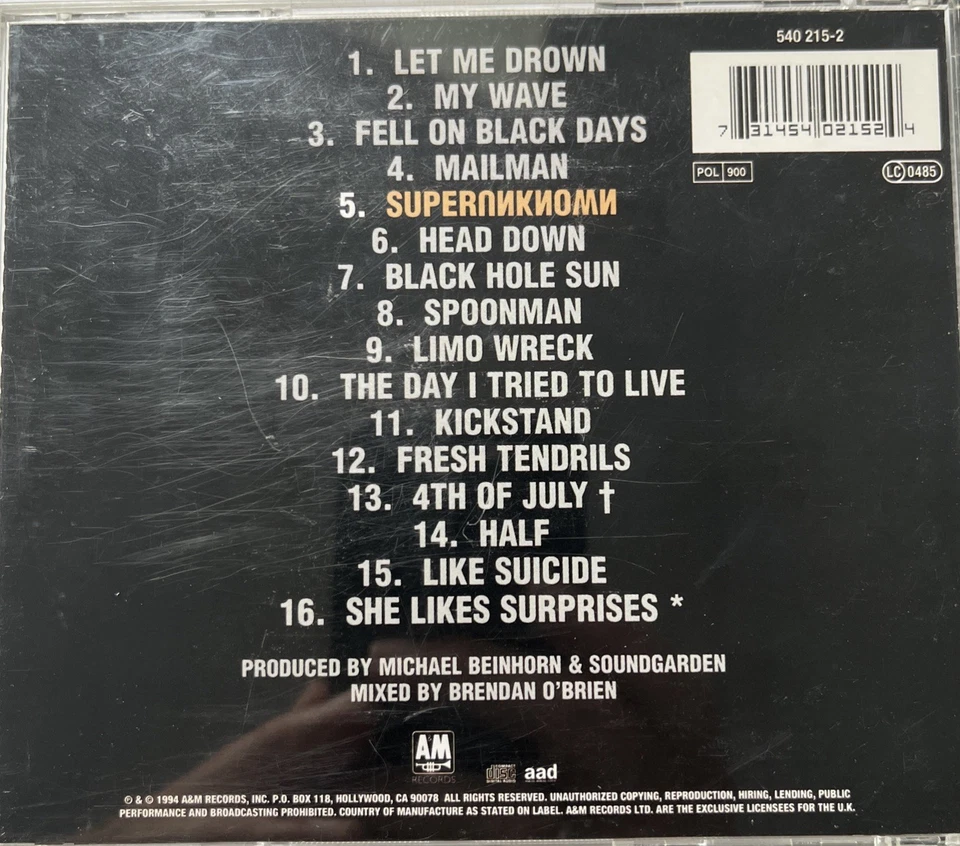 540 215-2
1. LET ME DROWN
2. MY WAVE
3. FELL ON BLACK DAYS
4. MAILMAN
5. SUPERUNKNOWN
6. HEAD DOWN
7. BLACK HOLE SUN
8. SPOONMAN
9. LIMO WRECK
10. THE DAY I TRIED TO LIVE
11. KICKSTAND
12. FRESH TENDRILS
13. 4TH OF JULY †
14. HALF
15. LIKE SUICIDE
16. SHE LIKES SURPRISES *
7 31454 02152 4
POL 900
LC 0485
PRODUCED BY MICHAEL BEINHORN & SOUNDGARDEN
MIXED BY BRENDAN O'BRIEN
A&M
RECORDS
COMPACT
disc
DIGITAL AUDIO
aad
℗ & © 1994 A&M RECORDS, INC. P.O. BOX 118, HOLLYWOOD, CA 90078 ALL RIGHTS RESERVED. UNAUTHORIZED COPYING, REPRODUCTION, HIRING, LENDING, PUBLIC
PERFORMANCE AND BROADCASTING PROHIBITED. COUNTRY OF MANUFACTURE AS STATED ON LABEL. A&M RECORDS LTD. ARE THE EXCLUSIVE LICENSEES FOR THE U.K.